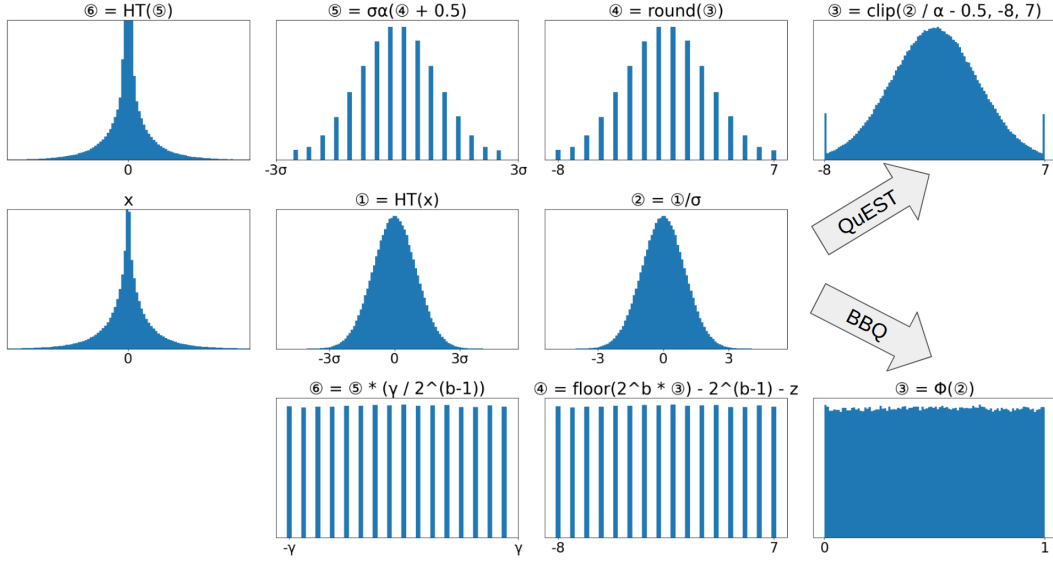 ⑥ = HT(⑤)
⑤ = σα(④ + 0.5)
④ = round(③)
③ = clip(② / α - 0.5, -8, 7)
0
-3σ 3σ
-8 7
-8 7
x
① = HT(x)
② = ①/σ
QuEST
0
-3σ 0 3σ
-3 0 3
BBQ
⑥ = ⑤ * (γ / 2^(b-1))
④ = floor(2^b * ③) - 2^(b-1) - z
③ = Φ(②)
-γ γ
-8 7
0 1